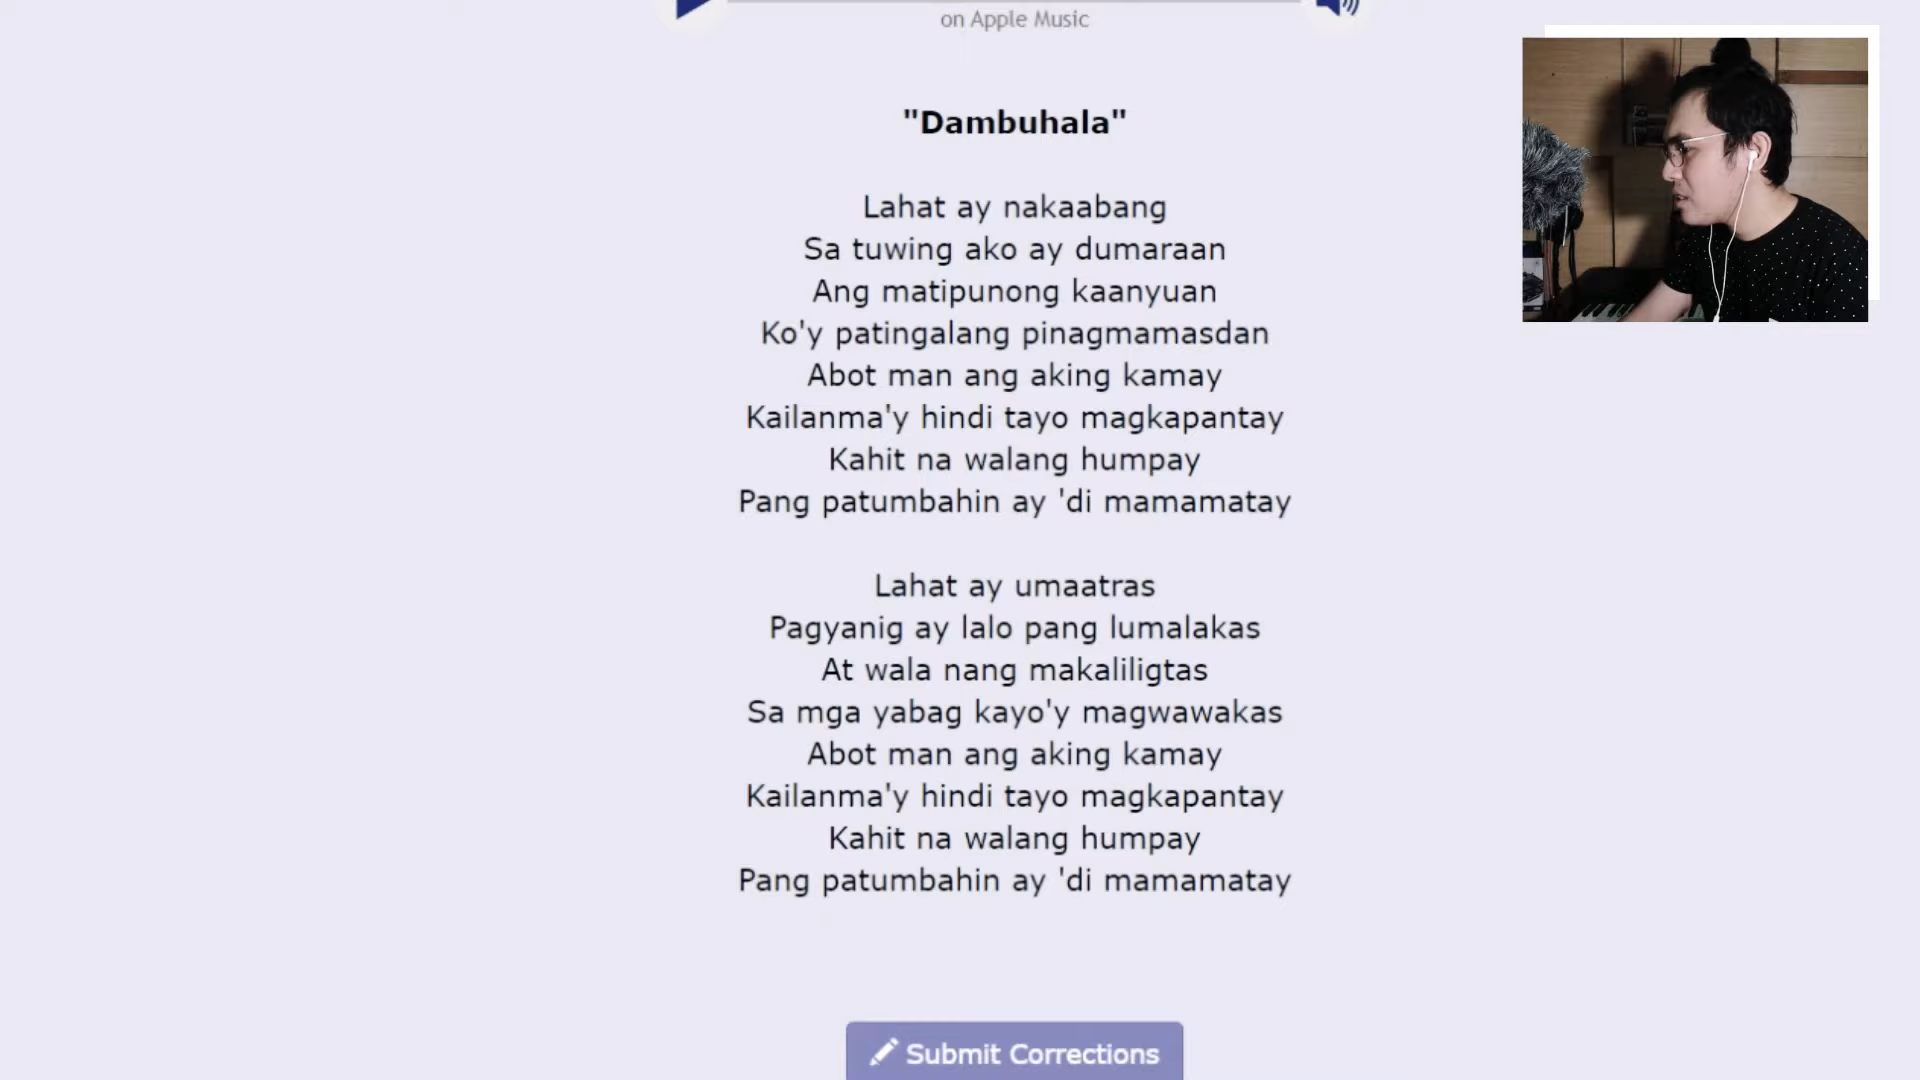 on Apple Music
"Dambuhala"
Lahat ay nakaabang
Sa tuwing ako ay dumaraan
Ang matipunong kaanyuan
Ko'y patingalang pinagmamasdan
Abot man ang aking kamay
Kailanma'y hindi tayo magkapantay
Kahit na walang humpay
Pang patumbahin ay 'di mamamatay
Lahat ay umaatras
Pagyanig ay lalo pang lumalakas
At wala nang makaliligtas
Sa mga yabag kayo'y magwawakas
Abot man ang aking kamay
Kailanma'y hindi tayo magkapantay
Kahit na walang humpay
Pang patumbahin ay 'di mamamatay
Submit Corrections